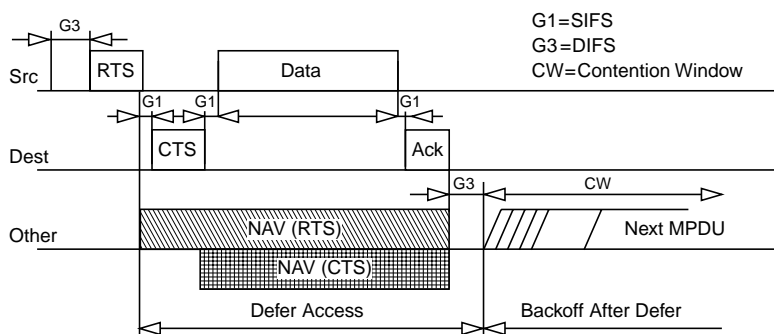 G3
G1=SIFS
G3=DIFS
CW=Contention Window
Src
RTS
Data
G1
G1
G1
Dest
CTS
Ack
G3
CW
Other
NAV (RTS)
Next MPDU
NAV (CTS)
Defer Access
Backoff After Defer